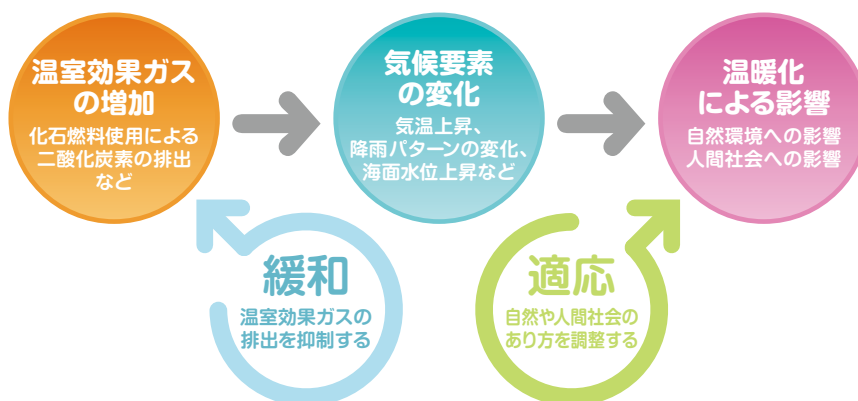 温室効果ガス
の増加
化石燃料使用による
二酸化炭素の排出
など
気候要素
の変化
気温上昇、
降雨パターンの変化、
海面水位上昇など
温暖化
による影響
自然環境への影響
人間社会への影響
緩和
温室効果ガスの
排出を抑制する
適応
自然や人間社会の
あり方を調整する